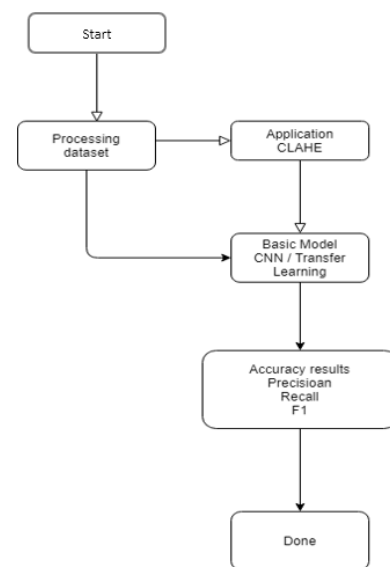 Start
Processing
dataset
Application
CLAHE
Basic Model
CNN / Transfer
Learning
Accuracy results
Precisioan
Recall
F1
Done